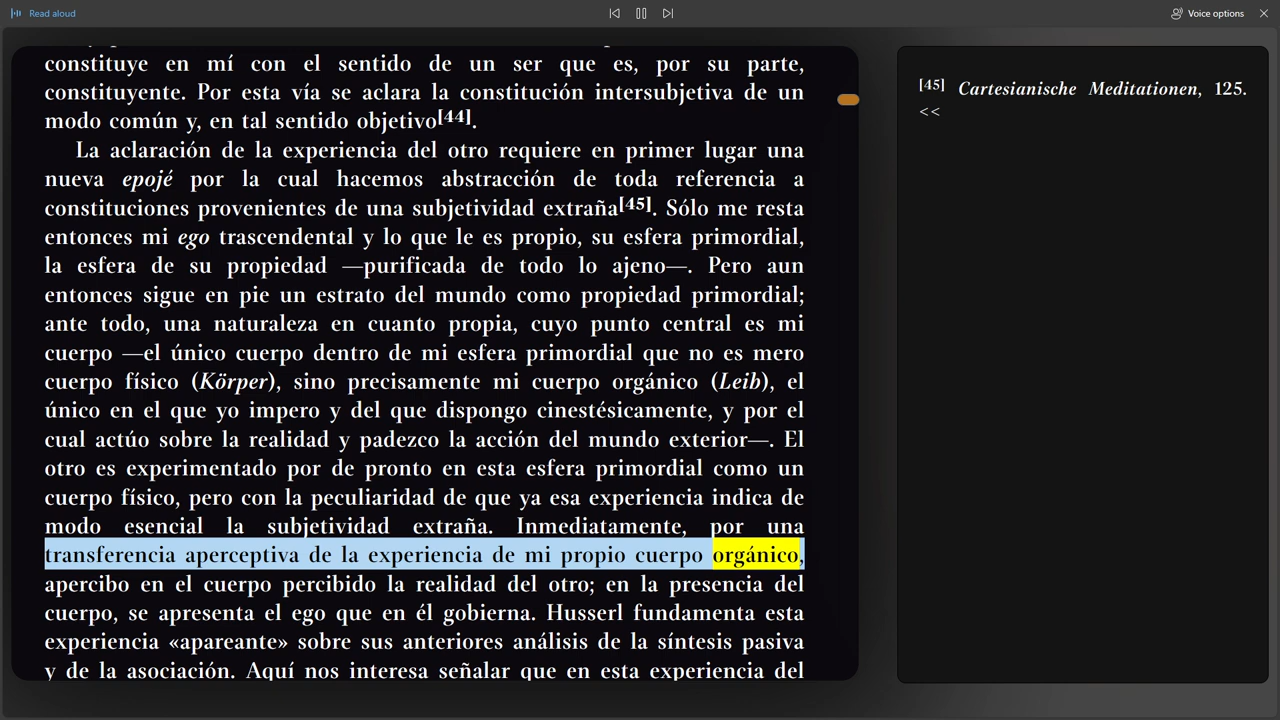 Read aloud
Voice options
constituye en mí con el sentido de un ser que es, por su parte,
constituyente. Por esta vía se aclara la constitución intersubjetiva de un
modo común y, en tal sentido objetivo[44].
La aclaración de la experiencia del otro requiere en primer lugar una
nueva epojé por la cual hacemos abstracción de toda referencia a
constituciones provenientes de una subjetividad extraña[45]. Sólo me resta
entonces mi ego trascendental y lo que le es propio, su esfera primordial,
la esfera de su propiedad —purificada de todo lo ajeno—. Pero aun
entonces sigue en pie un estrato del mundo como propiedad primordial;
ante todo, una naturaleza en cuanto propia, cuyo punto central es mi
cuerpo —el único cuerpo dentro de mi esfera primordial que no es mero
cuerpo físico (Körper), sino precisamente mi cuerpo orgánico (Leib), el
único en el que yo impero y del que dispongo cinestésicamente, y por el
cual actúo sobre la realidad y padezco la acción del mundo exterior—. El
otro es experimentado por de pronto en esta esfera primordial como un
cuerpo físico, pero con la peculiaridad de que ya esa experiencia indica de
modo esencial la subjetividad extraña. Inmediatamente, por una
transferencia aperceptiva de la experiencia de mi propio cuerpo orgánico,
apercibo en el cuerpo percibido la realidad del otro; en la presencia del
cuerpo, se apresenta el ego que en él gobierna. Husserl fundamenta esta
experiencia «apareante» sobre sus anteriores análisis de la síntesis pasiva
y de la asociación. Aquí nos interesa señalar que en esta experiencia del
[45] Cartesianische Meditationen, 125.
<<